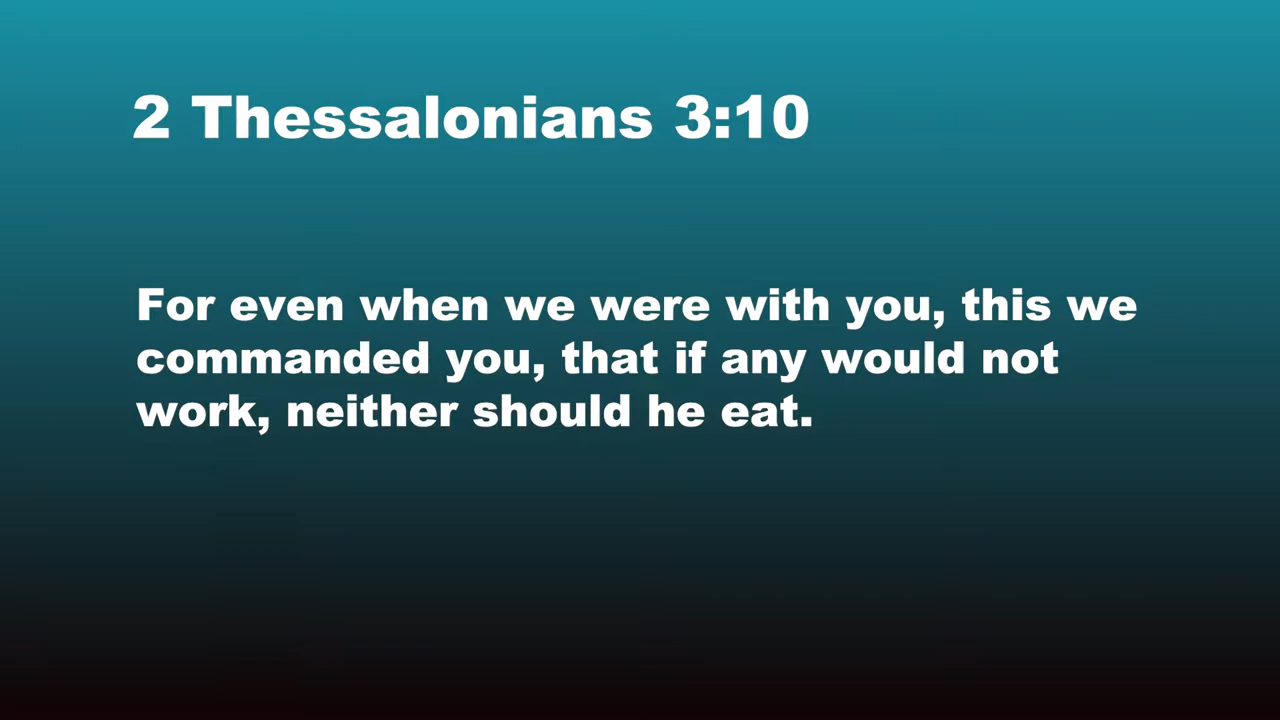 2 Thessalonians 3:10
For even when we were with you, this we
commanded you, that if any would not
work, neither should he eat.